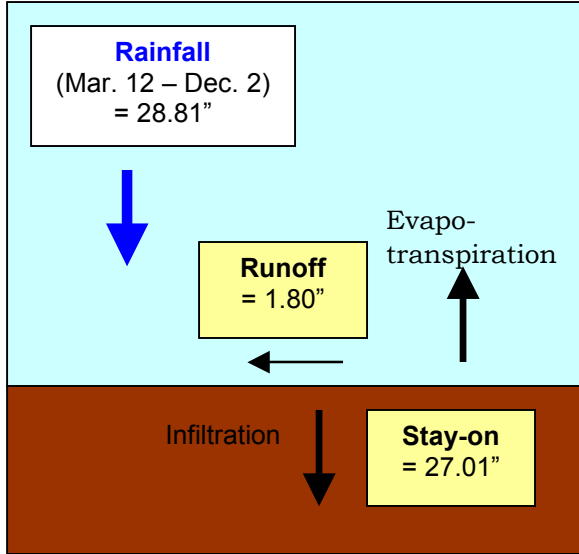 Rainfall
(Mar. 12 – Dec. 2)
= 28.81”
Evapo-
transpiration
Runoff
= 1.80”
Infiltration
Stay-on
= 27.01”